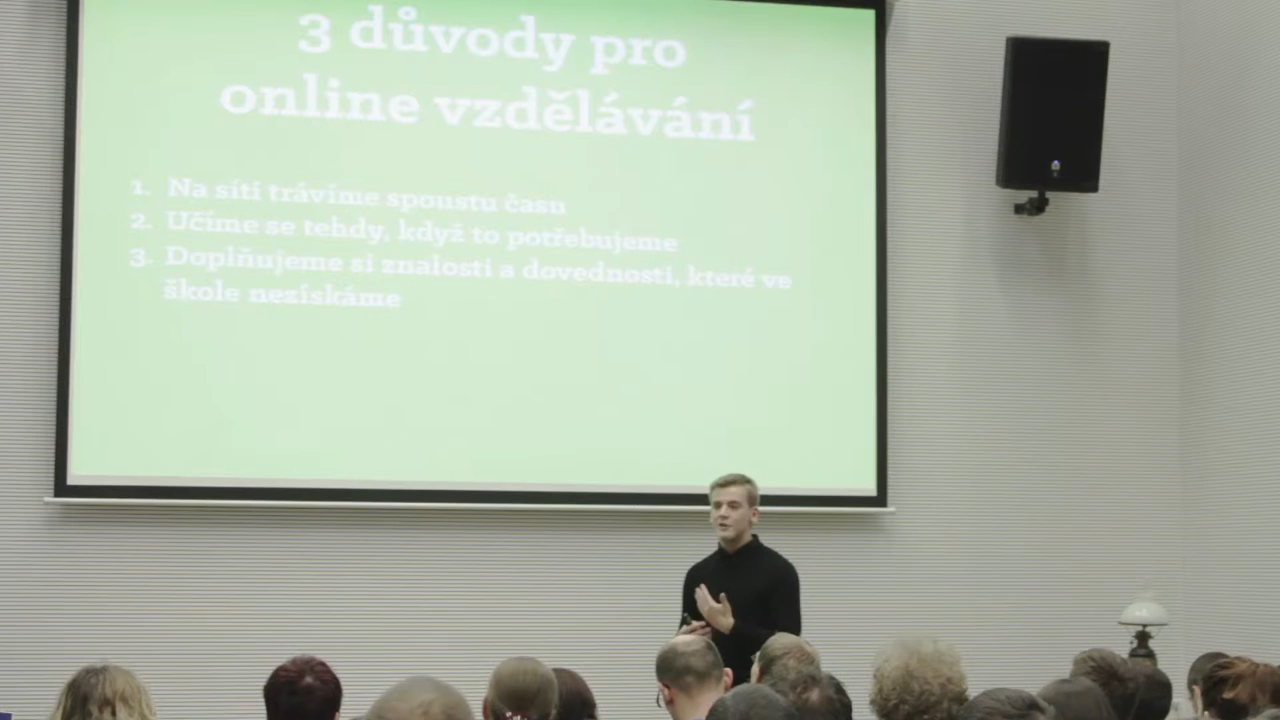 3 důvody pro
online vzdělávání
1. Na síti trávíme spoustu času
2. Učíme se tehdy, když to potřebujeme
3. Doplňujeme si znalosti a dovednosti, které ve
škole nezískáme